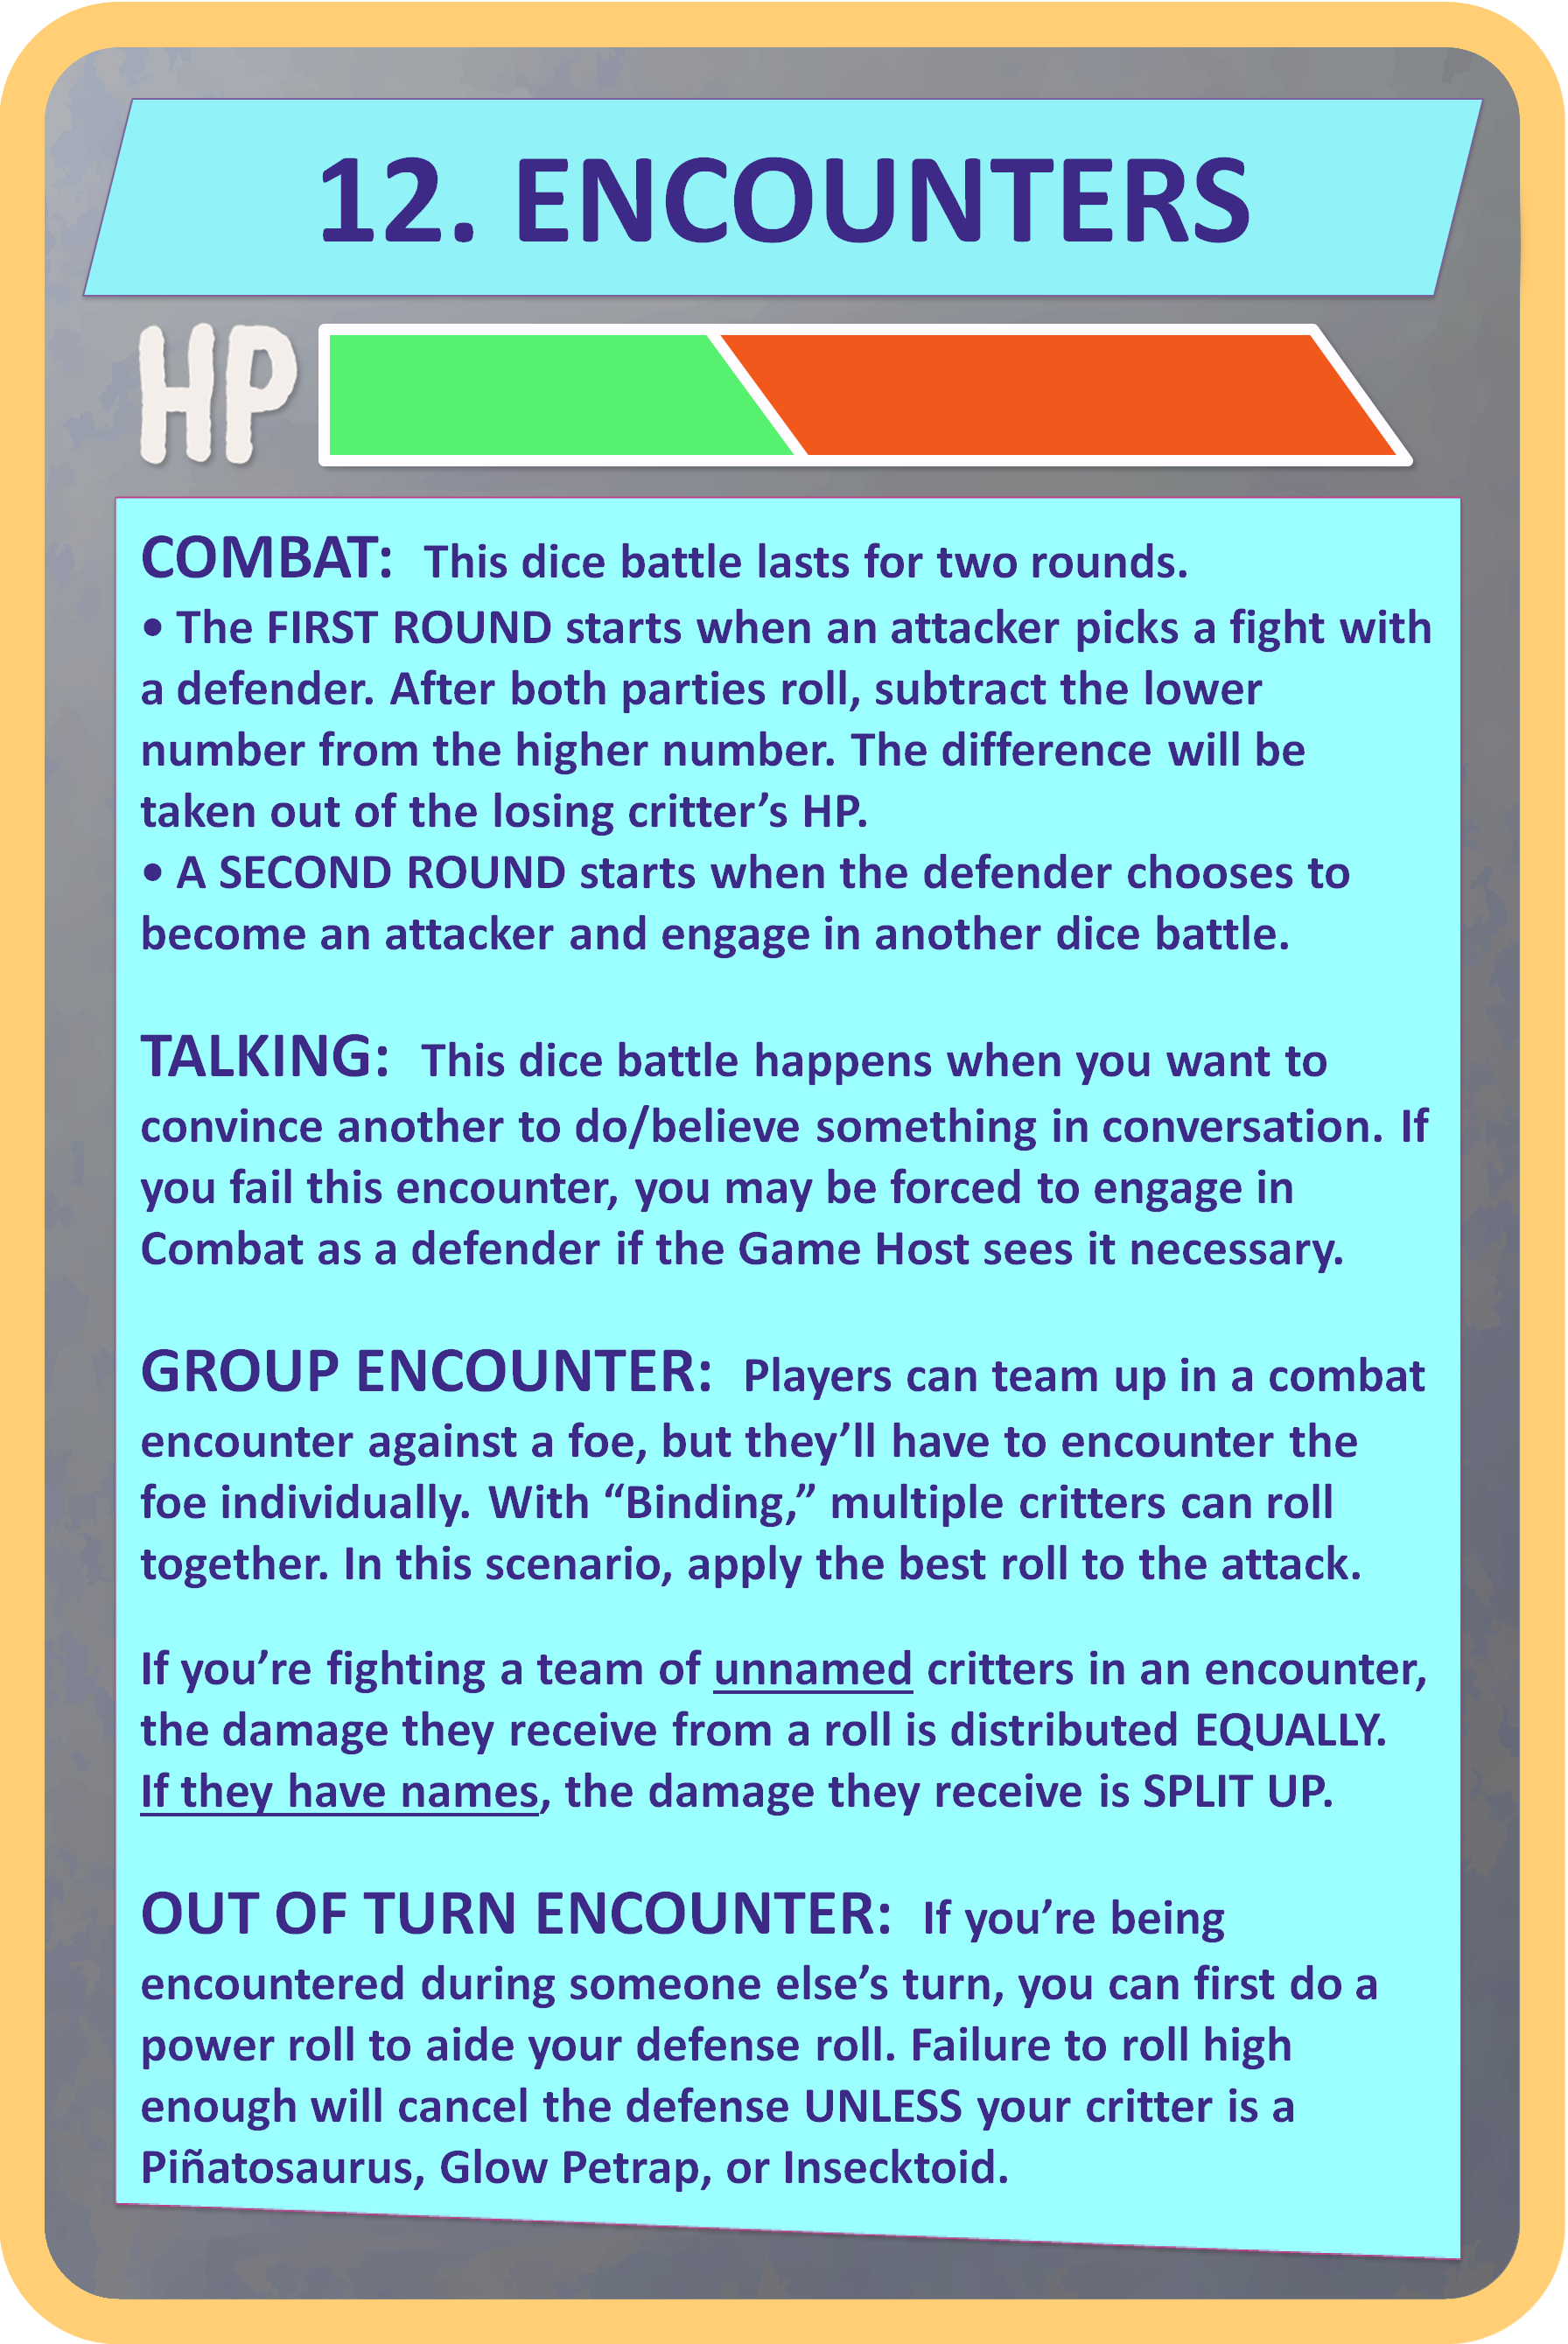 12. ENCOUNTERS
HP
COMBAT: This dice battle lasts for two rounds.
• The FIRST ROUND starts when an attacker picks a fight with
a defender. After both parties roll, subtract the lower
number from the higher number. The difference will be
taken out of the losing critter’s HP.
• A SECOND ROUND starts when the defender chooses to
become an attacker and engage in another dice battle.
TALKING: This dice battle happens when you want to
convince another to do/believe something in conversation. If
you fail this encounter, you may be forced to engage in
Combat as a defender if the Game Host sees it necessary.
GROUP ENCOUNTER: Players can team up in a combat
encounter against a foe, but they’ll have to encounter the
foe individually. With “Binding,” multiple critters can roll
together. In this scenario, apply the best roll to the attack.
If you’re fighting a team of unnamed critters in an encounter,
the damage they receive from a roll is distributed EQUALLY.
If they have names, the damage they receive is SPLIT UP.
OUT OF TURN ENCOUNTER: If you’re being
encountered during someone else’s turn, you can first do a
power roll to aide your defense roll. Failure to roll high
enough will cancel the defense UNLESS your critter is a
Piñatosaurus, Glow Petrap, or Insecktoid.